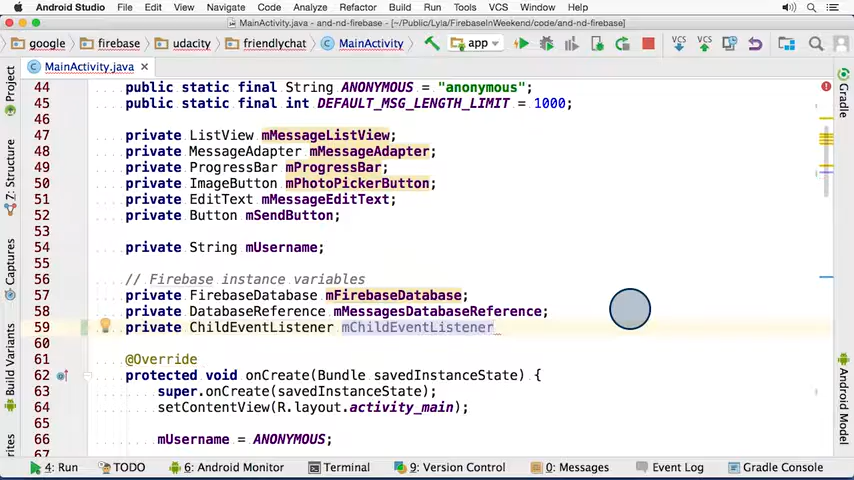 Android Studio File Edit View Navigate Code Analyze Refactor Build Run Tools VCS Window Help
MainActivity.java - and-nd-firebase - [~/Public/Lyla/FirebaseInWeekend/code/and-nd-firebase]
google firebase udacity friendlychat MainActivity app VCS VCS
MainActivity.java
Project
Z: Structure
Captures
Build Variants
44 public static final String ANONYMOUS = "anonymous";
45 public static final int DEFAULT_MSG_LENGTH_LIMIT = 1000;
46
47 private ListView mMessageListView;
48 private MessageAdapter mMessageAdapter;
49 private ProgressBar mProgressBar;
50 private ImageButton mPhotoPickerButton;
51 private EditText mMessageEditText;
52 private Button mSendButton;
53
54 private String mUsername;
55
56 // Firebase instance variables
57 private FirebaseDatabase mFirebaseDatabase;
58 private DatabaseReference mMessagesDatabaseReference;
59 private ChildEventListener mChildEventListener
60
61 @Override
62 protected void onCreate(Bundle savedInstanceState) {
63 super.onCreate(savedInstanceState);
64 setContentView(R.layout.activity_main);
65
66 mUsername = ANONYMOUS;
Gradle
Android Model
4: Run TODO 6: Android Monitor Terminal 9: Version Control 0: Messages Event Log Gradle Console